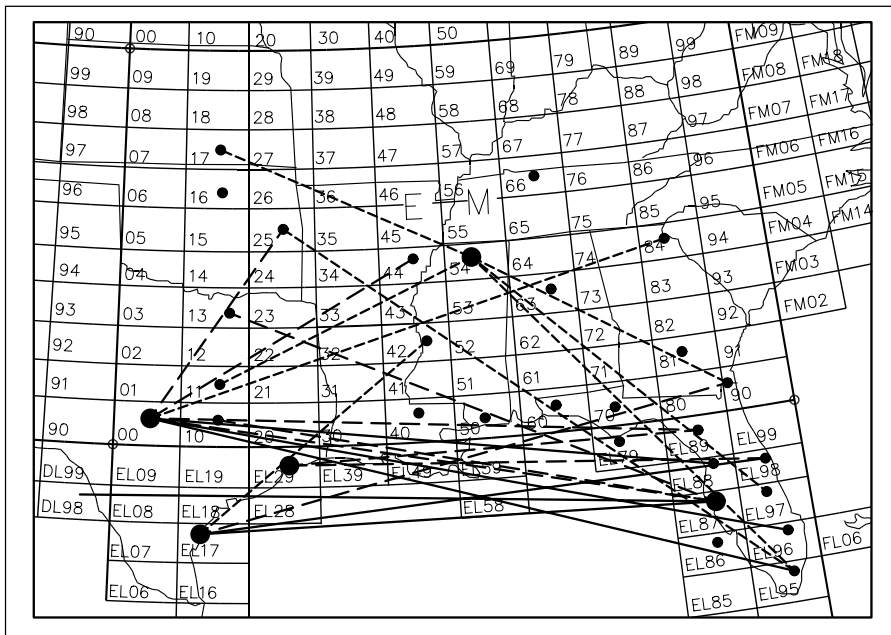 90 00 10 20 30 40 50 69 79 89 99 FM09
99 09 19 29 39 49 59 68 78 88 98 FM08 FM18
98 08 18 28 38 48 58 67 77 87 97 FM07 FM17
97 07 17 27 37 47 57 66 76 86 96 FM06 FM16
96 06 16 26 36 46 56 65 75 85 95 FM05 FM15
E M
95 05 15 25 35 45 55 64 74 84 94 FM04 FM14
94 04 14 24 34 44 54 63 73 83 93 FM03
93 03 13 23 33 43 53 62 72 82 92 FM02
92 02 12 22 32 42 52 61 71 81 91
91 01 11 21 31 41 51 60 70 80 90
90 00 10 20 30 40 50 EL79 EL89 EL99
DL99 EL09 EL19 EL29 EL39 EL49 EL59 EL88 EL98
DL98 EL08 EL18 EL28 EL58 EL87 EL97
EL07 EL17 EL86 EL96 FL06
EL06 EL16 EL85 EL95